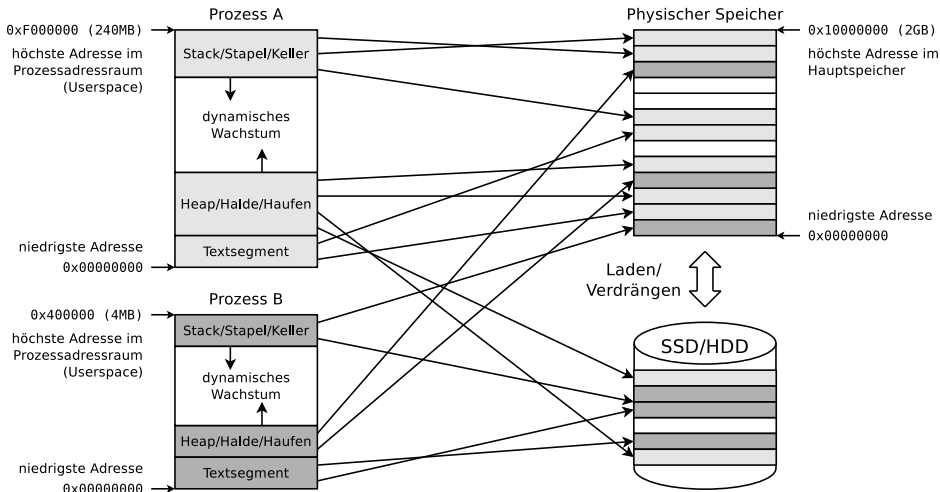 Prozess A
0xF000000 (240MB)
höchste Adresse im
Prozessadressraum
(Userspace)
Stack/Stapel/Keller
dynamisches
Wachstum
Heap/Halde/Haufen
Textsegment
niedrigste Adresse
0x00000000
Prozess B
0x400000 (4MB)
höchste Adresse im
Prozessadressraum
(Userspace)
Stack/Stapel/Keller
dynamisches
Wachstum
Heap/Halde/Haufen
Textsegment
niedrigste Adresse
0x00000000
Physischer Speicher
0x10000000 (2GB)
höchste Adresse im
Hauptspeicher
niedrigste Adresse
0x00000000
Laden/
Verdrängen
SSD/HDD